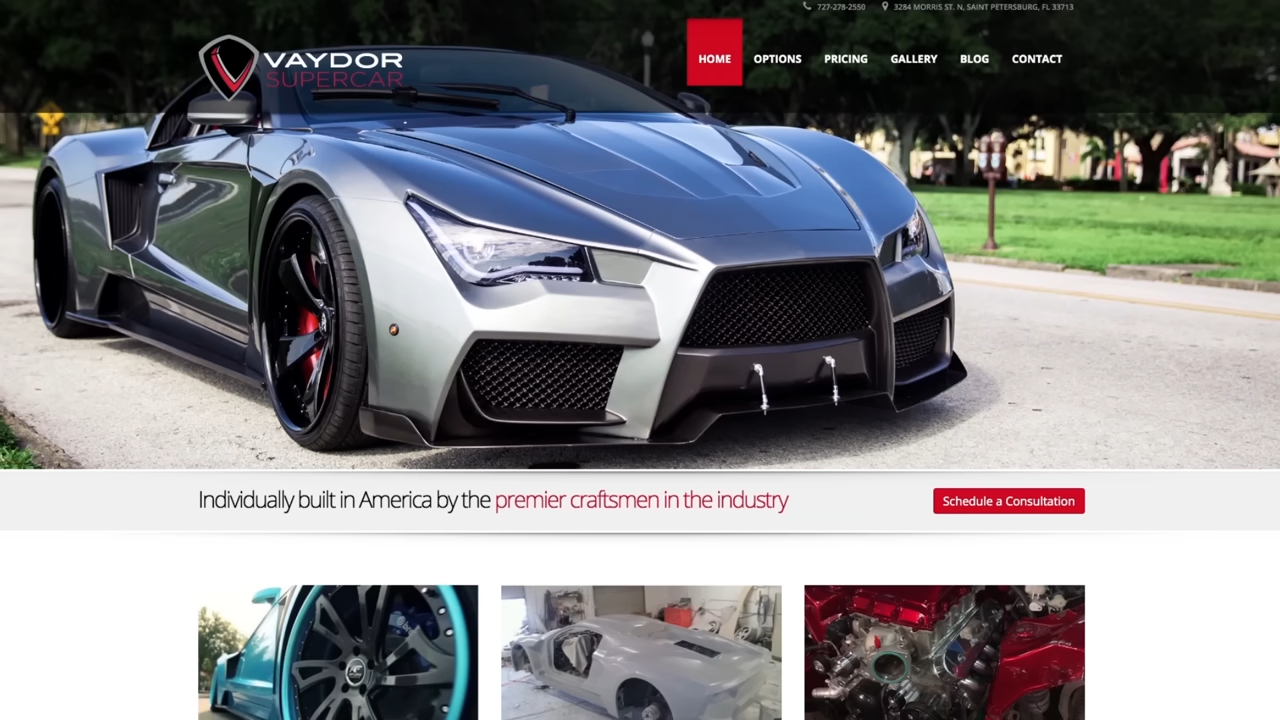 727-278-2550 3284 MORRIS ST. N, SAINT PETERSBURG, FL 33713
VAYDOR
SUPERCAR
HOME OPTIONS PRICING GALLERY BLOG CONTACT
Individually built in America by the premier craftsmen in the industry
Schedule a Consultation